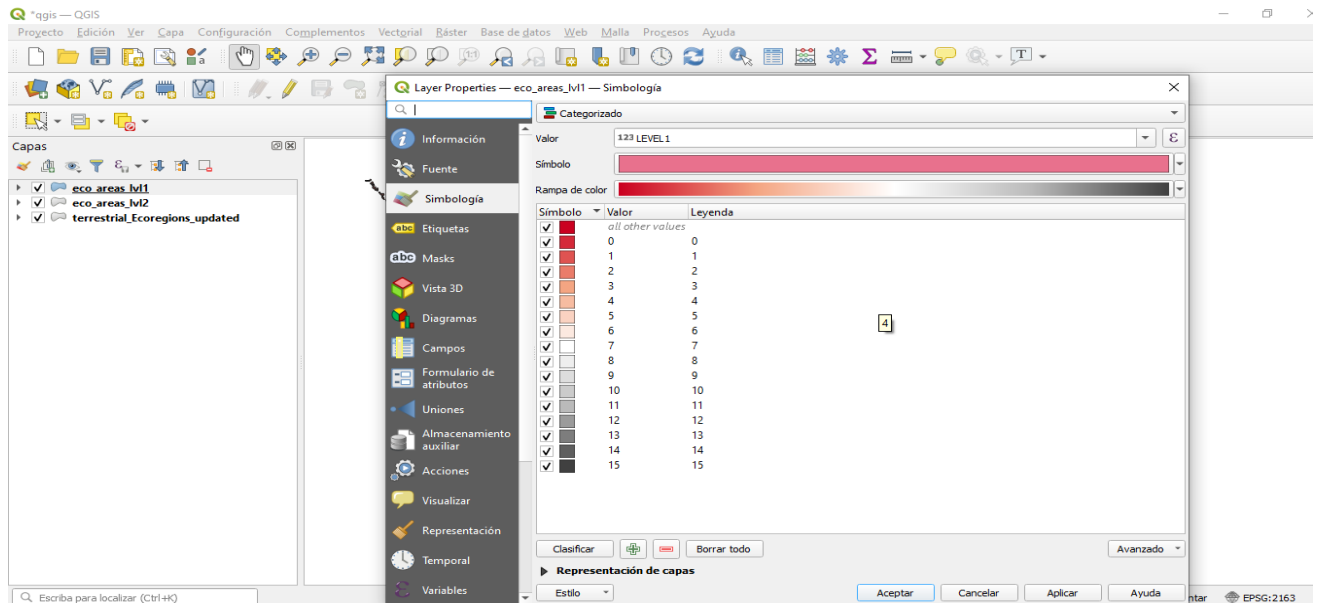 *qgis — QGIS
Proyecto Edición Ver Capa Configuración Complementos Vectorial Ráster Base de datos Web Malla Procesos Ayuda
Capas
eco_areas_lvl1
eco_areas_lvl2
terrestrial_Ecoregions_updated
Escriba para localizar (Ctrl+K)
Layer Properties — eco_areas_lvl1 — Simbología
Información
Fuente
Simbología
abc Etiquetas
abc Masks
Vista 3D
Diagramas
Campos
Formulario de
atributos
Uniones
Almacenamiento
auxiliar
Acciones
Visualizar
Representación
Temporal
Variables
Categorizado
Valor 123 LEVEL1 ε
Símbolo
Rampa de color
Símbolo Valor Leyenda
all other values
0 0
1 1
2 2
3 3
4 4
5 5
6 6
7 7
8 8
9 9
10 10
11 11
12 12
13 13
14 14
15 15
4
Clasificar Borrar todo Avanzado
Representación de capas
Estilo Aceptar Cancelar Aplicar Ayuda
ntar EPSG:2163